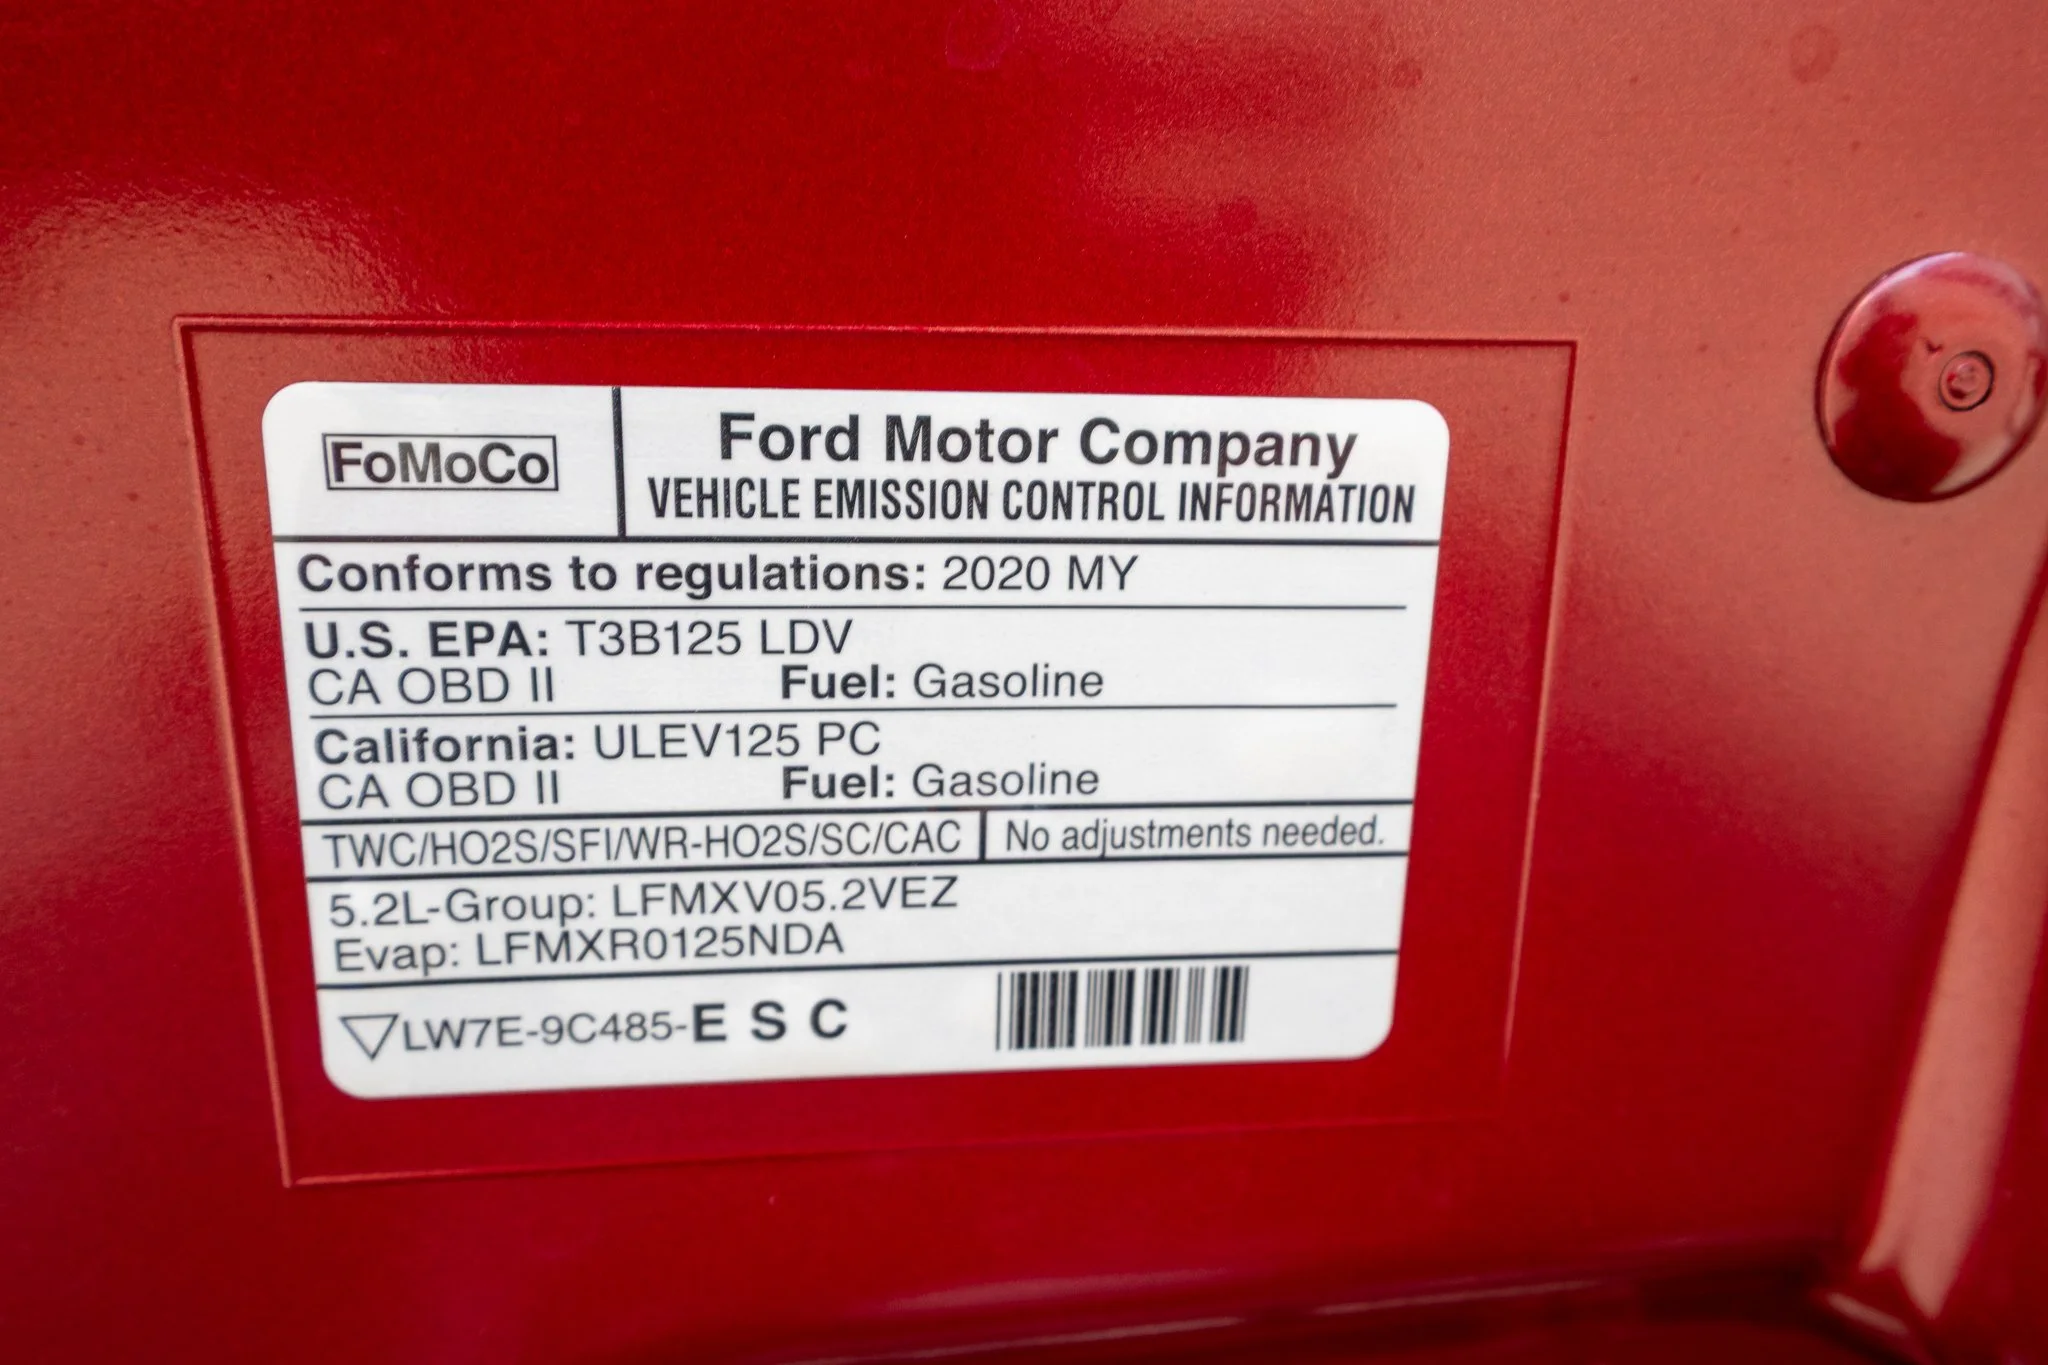 FoMoCo
Ford Motor Company
VEHICLE EMISSION CONTROL INFORMATION
Conforms to regulations: 2020 MY
U.S. EPA: T3B125 LDV
CA OBD II Fuel: Gasoline
California: ULEV125 PC
CA OBD II Fuel: Gasoline
TWC/HO2S/SFI/WR-HO2S/SC/CAC No adjustments needed.
5.2L-Group: LFMXV05.2VEZ
Evap: LFMXR0125NDA
LW7E-9C485-E S C